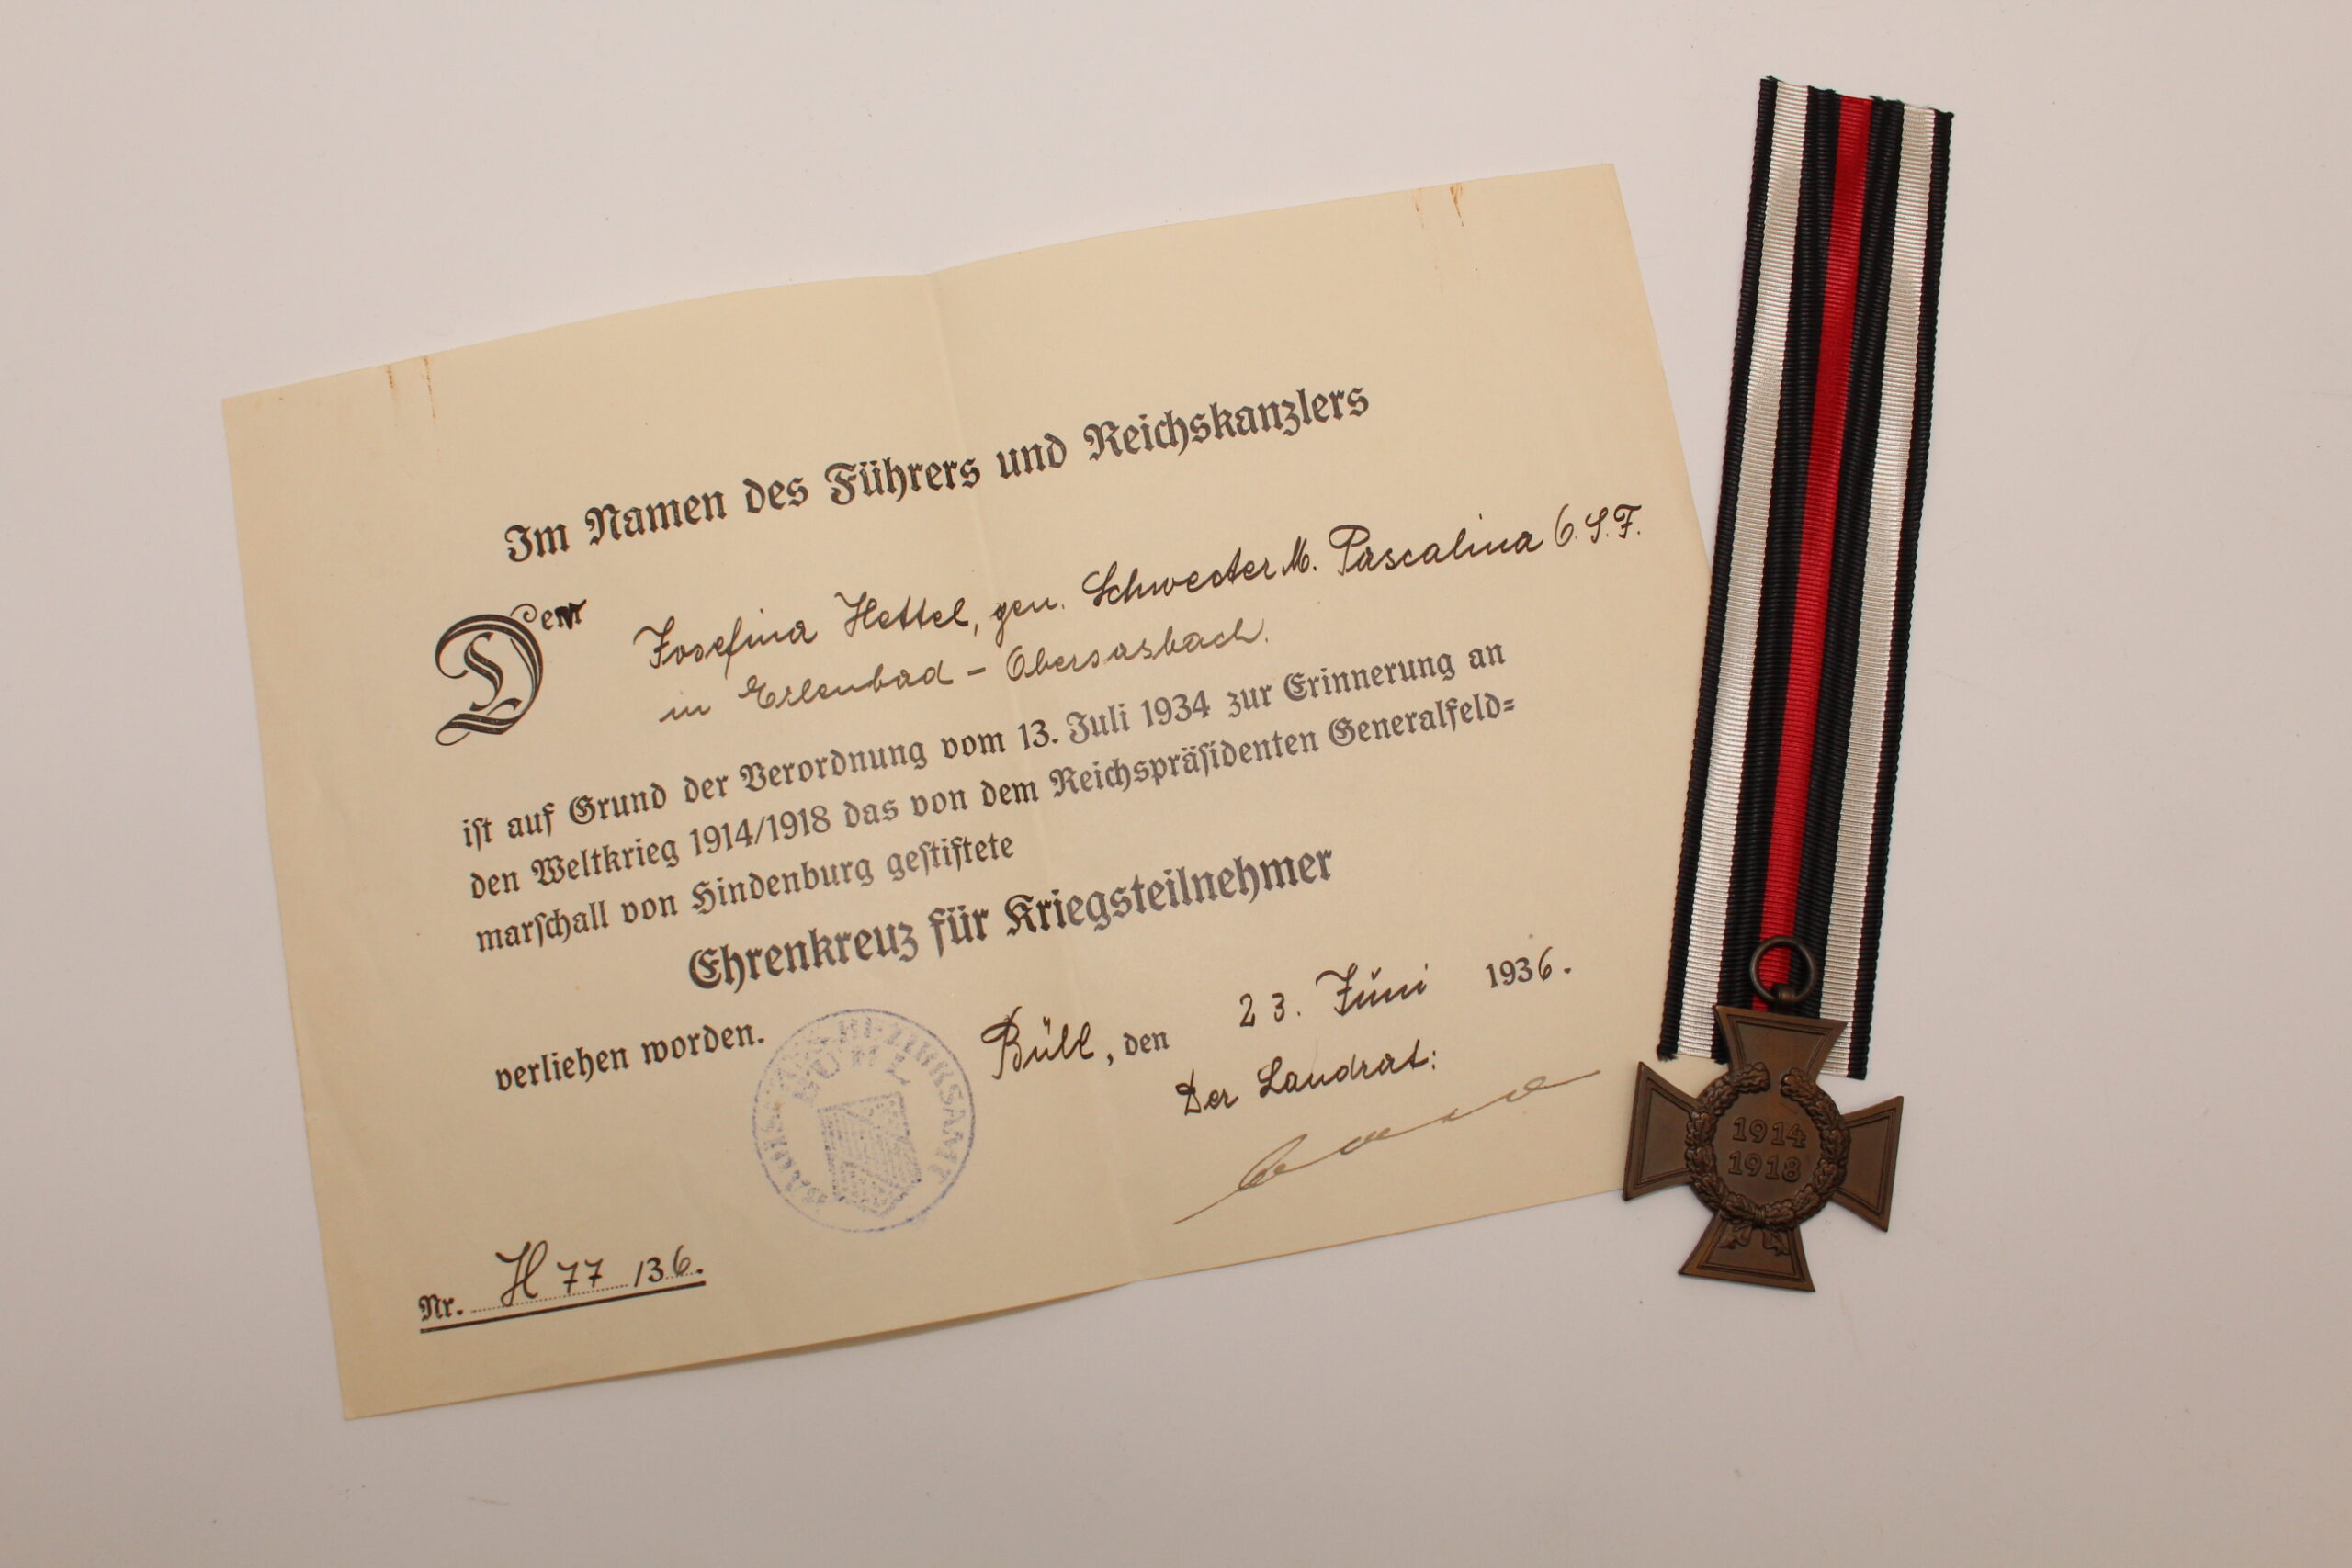 Im Namen des Führers und Reichskanzlers
Der Josefina Hettel, gen. Schwester M. Pascalina O.S.F.
in Erlenbad - Obersasbach.
ist auf Grund der Verordnung vom 13. Juli 1934 zur Erinnerung an
den Weltkrieg 1914/1918 das von dem Reichspräsidenten Generalfeld=
marschall von Hindenburg gestiftete
Ehrenkreuz für Kriegsteilnehmer
verliehen worden.
Bühl, den 23. Juni 1936.
Der Landrat:
BEZIRKSAMT
BÜHL
Nr. H 77 /36.
1914
1918